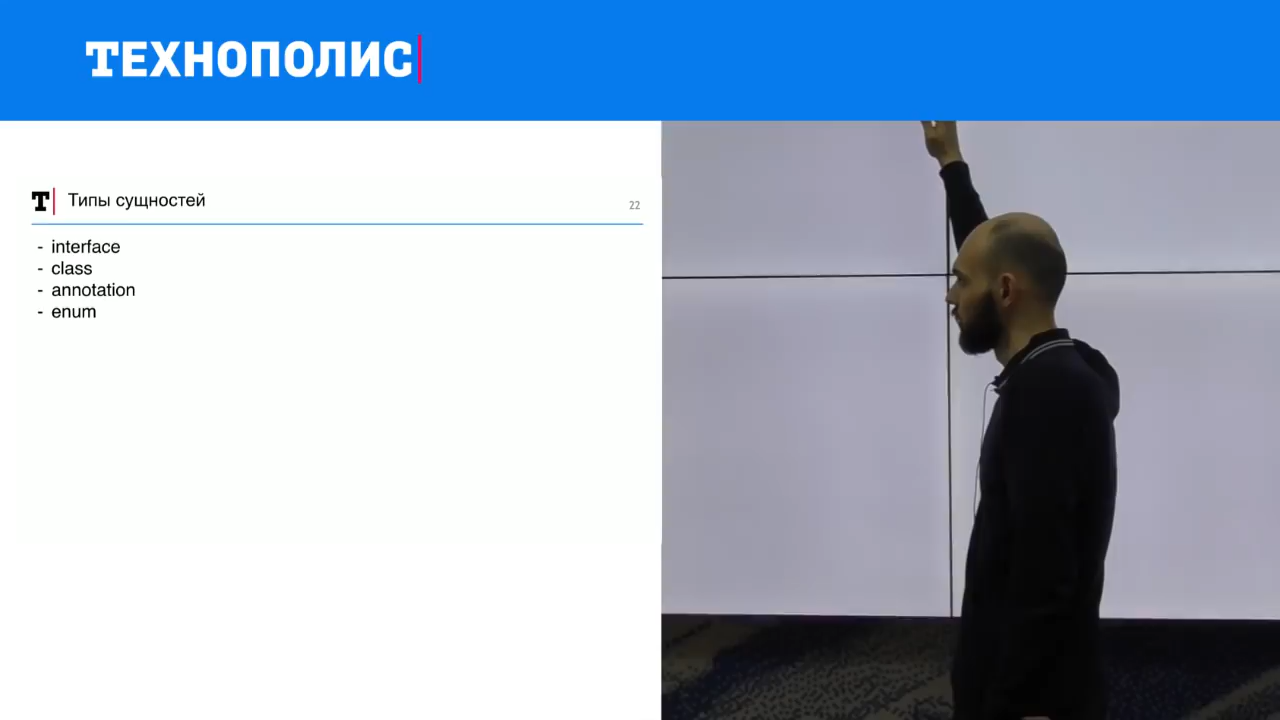 ТЕХНОПОЛИС
Т Типы сущностей
22
- interface
- class
- annotation
- enum